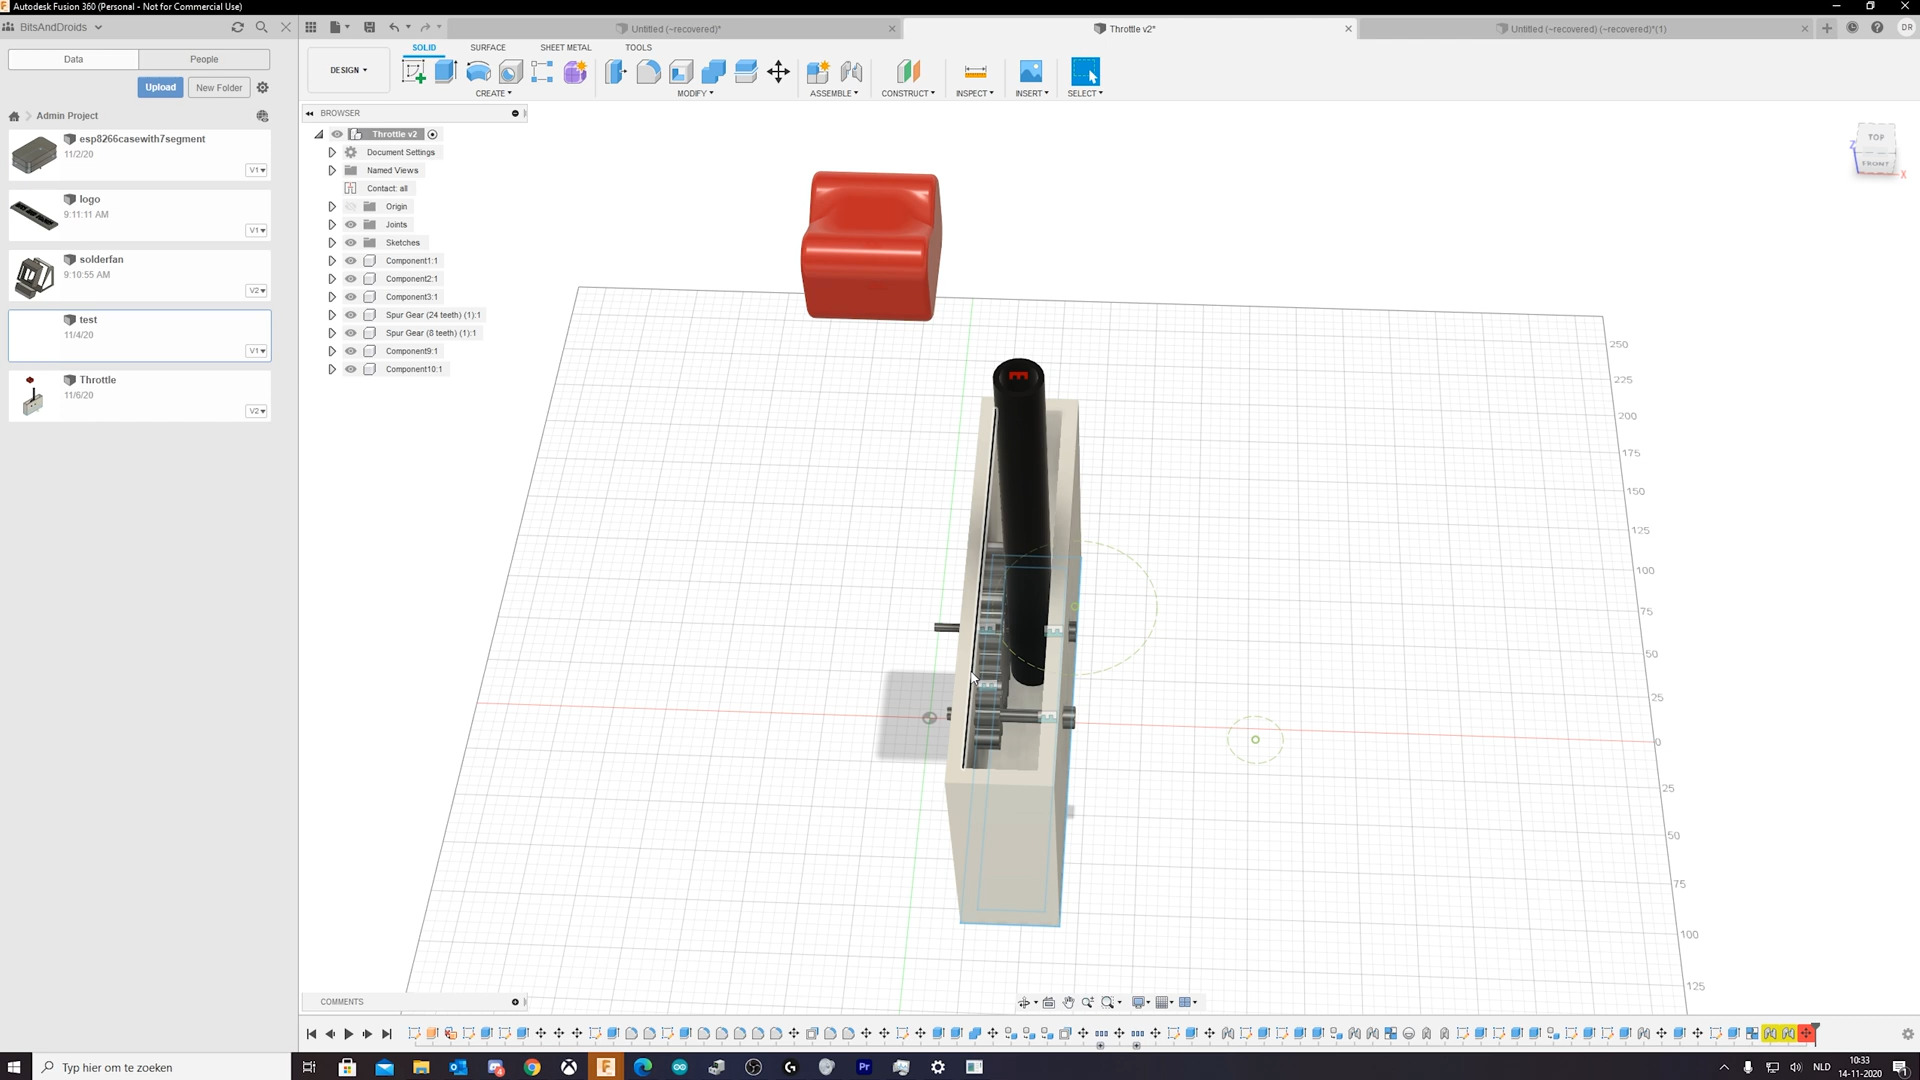 Autodesk Fusion 360 (Personal - Not for Commercial Use)
BitsAndDroids
Untitled (~recovered)*
Throttle v2*
Untitled (~recovered) (~recovered)*(1)
DR
Data
People
Upload
New Folder
Admin Project
esp8266casewith7segment
11/2/20
V1
logo
9:11:11 AM
V1
solderfan
9:10:55 AM
V2
test
11/4/20
V1
Throttle
11/6/20
V2
SOLID
SURFACE
SHEET METAL
TOOLS
DESIGN
CREATE
MODIFY
ASSEMBLE
CONSTRUCT
INSPECT
INSERT
SELECT
BROWSER
Throttle v2
Document Settings
Named Views
Contact: all
Origin
Joints
Sketches
Component1:1
Component2:1
Component3:1
Spur Gear (24 teeth) (1):1
Spur Gear (8 teeth) (1):1
Component9:1
Component10:1
TOP
FRONT
Z
X
250
225
200
175
150
125
100
75
50
25
0
25
50
75
100
125
COMMENTS
Typ hier om te zoeken
NLD
10:33
14-11-2020